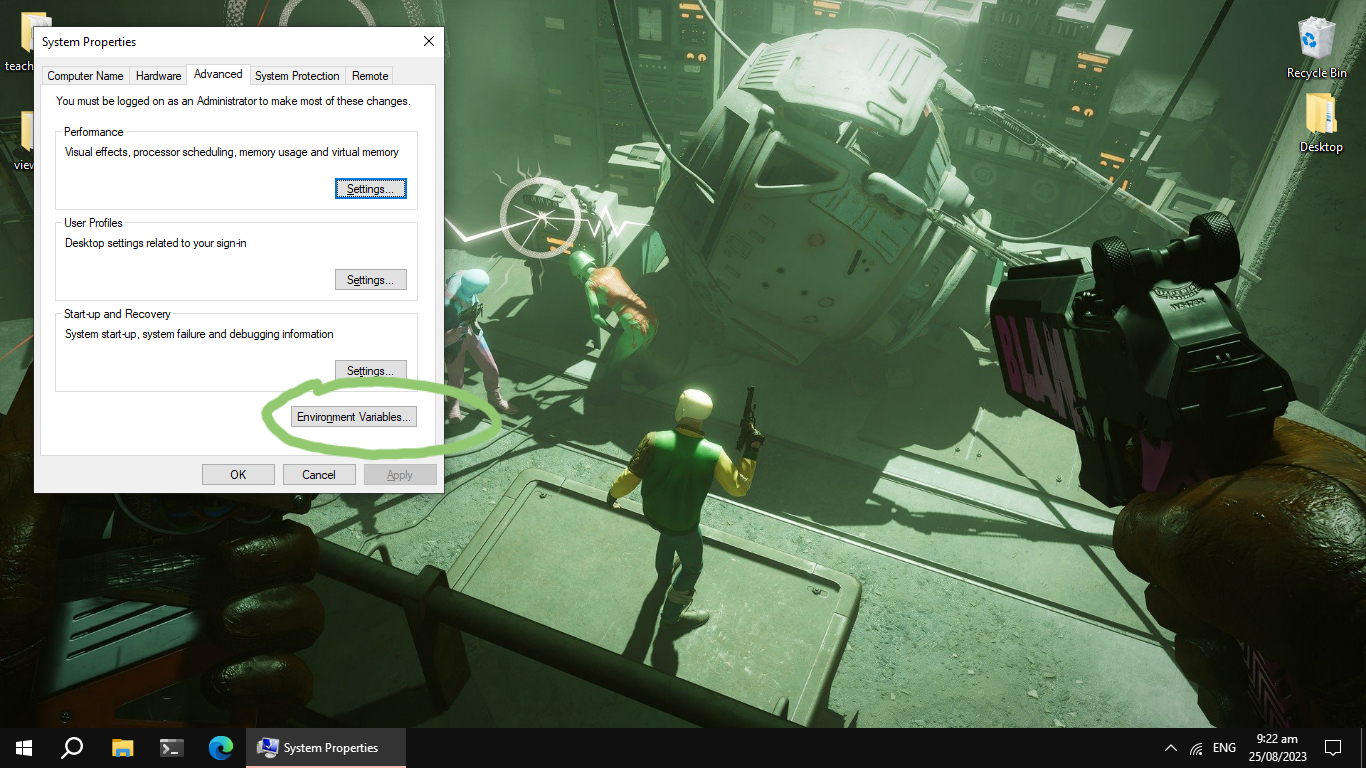 teach
view
System Properties
Computer Name
Hardware
Advanced
System Protection
Remote
You must be logged on as an Administrator to make most of these changes.
Performance
Visual effects, processor scheduling, memory usage and virtual memory
Settings...
User Profiles
Desktop settings related to your sign-in
Settings...
Start-up and Recovery
System start-up, system failure and debugging information
Settings...
Environment Variables...
OK
Cancel
Apply
Recycle Bin
Desktop
BLAM
System Properties
ENG
9:22 am
25/08/2023